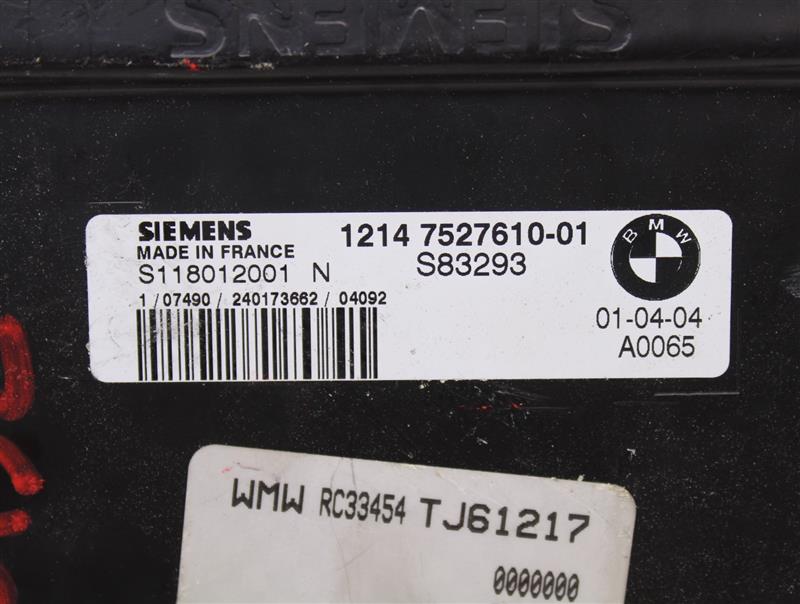 SIEMENS
SIEMENS 1214 7527610-01 BMW
MADE IN FRANCE
S118012001 N S83293
1 / 07490 / 240173662 / 04092
01-04-04
A0065
WMW RC33454 TJ61217
0000000